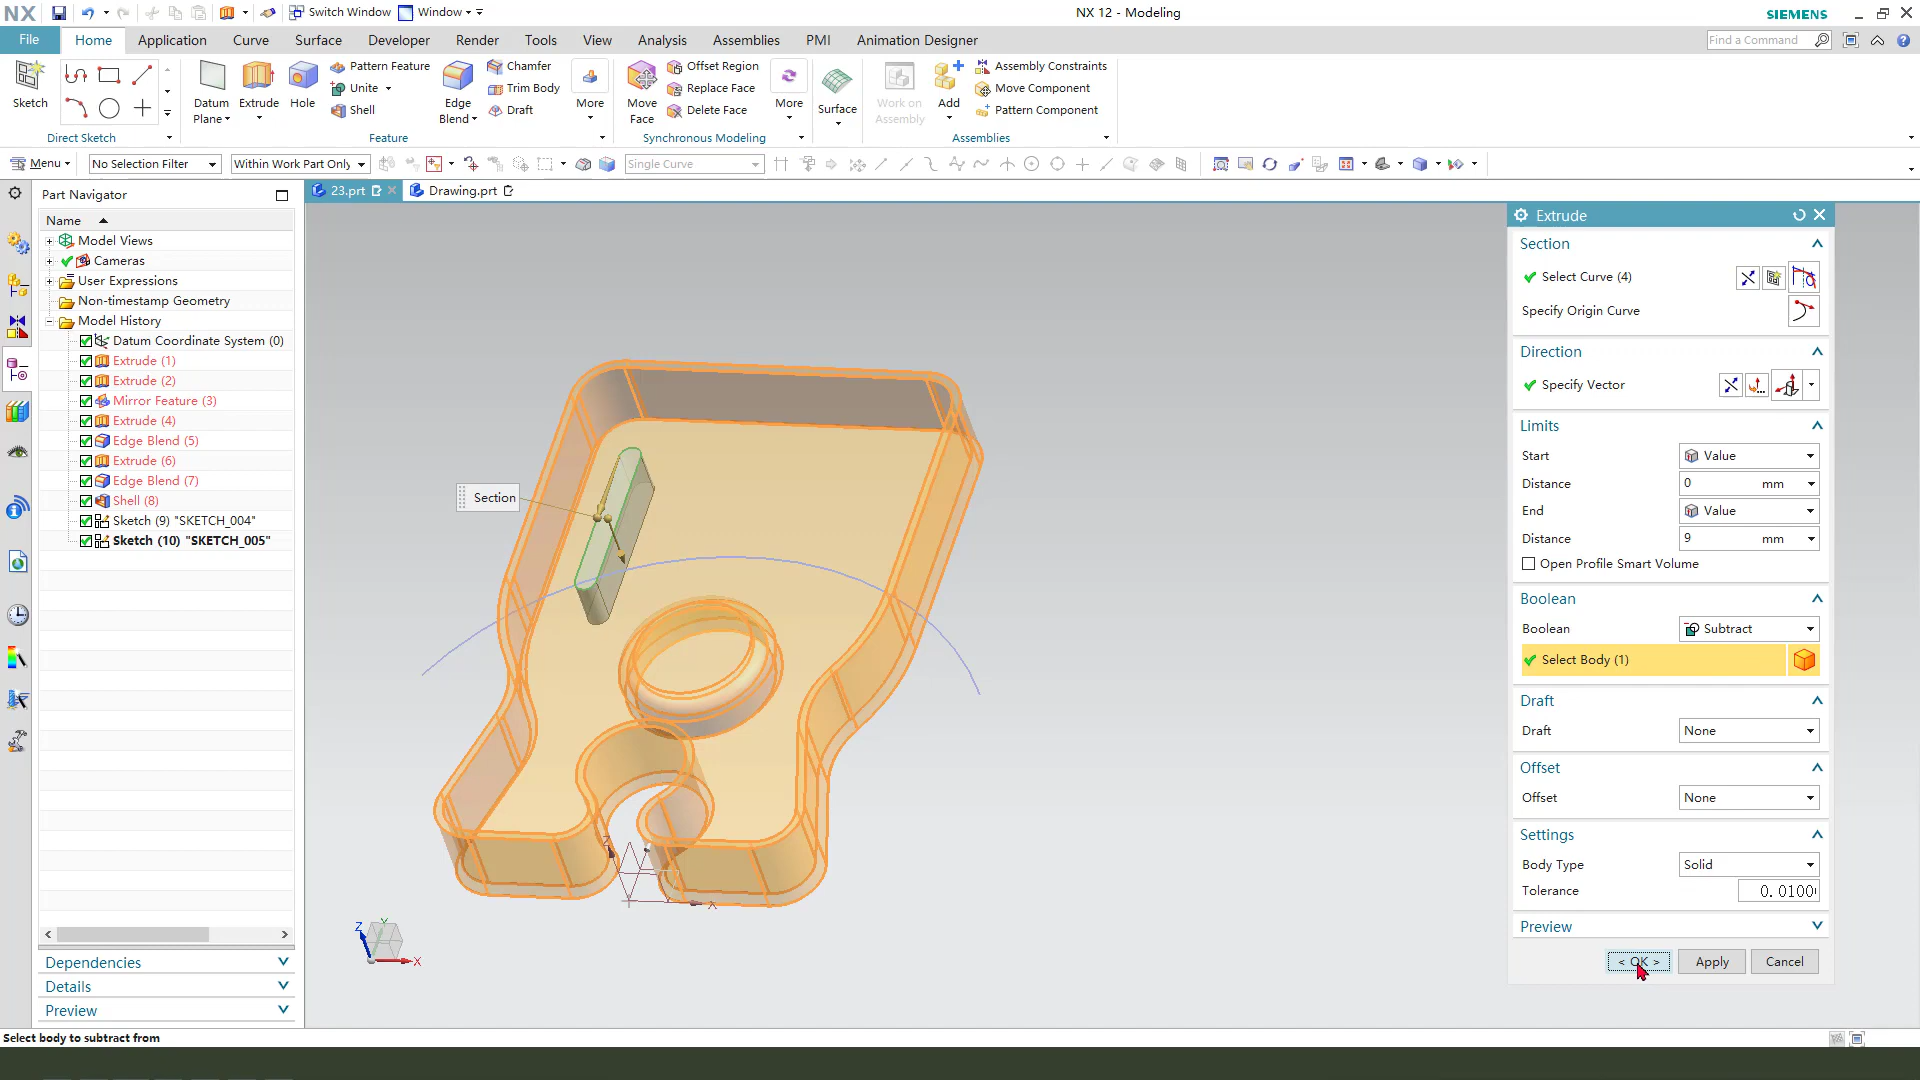 NX
Switch Window
Window
NX 12 - Modeling
SIEMENS
File
Home
Application
Curve
Surface
Developer
Render
Tools
View
Analysis
Assemblies
PMI
Animation Designer
Find a Command
Sketch
Direct Sketch
Datum
Plane
Extrude
Hole
Pattern Feature
Unite
Shell
Edge
Blend
Chamfer
Trim Body
Draft
More
Feature
Move
Face
Offset Region
Replace Face
Delete Face
More
Synchronous Modeling
Surface
Work on
Assembly
Add
Assembly Constraints
Move Component
Pattern Component
Assemblies
Menu
No Selection Filter
Within Work Part Only
Single Curve
Part Navigator
23.prt
Drawing.prt
Name
Model Views
Cameras
User Expressions
Non-timestamp Geometry
Model History
Datum Coordinate System (0)
Extrude (1)
Extrude (2)
Mirror Feature (3)
Extrude (4)
Edge Blend (5)
Extrude (6)
Edge Blend (7)
Shell (8)
Sketch (9) "SKETCH_004"
Sketch (10) "SKETCH_005"
Dependencies
Details
Preview
Section
Z
X
Z
Y
X
Extrude
Section
Select Curve (4)
Specify Origin Curve
Direction
Specify Vector
Limits
Start
Value
Distance
0 mm
End
Value
Distance
9 mm
Open Profile Smart Volume
Boolean
Boolean
Subtract
Select Body (1)
Draft
Draft
None
Offset
Offset
None
Settings
Body Type
Solid
Tolerance
0.0100
Preview
< OK >
Apply
Cancel
Select body to subtract from